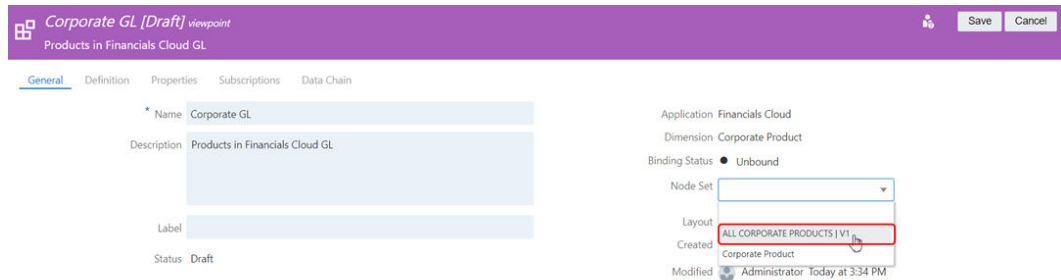 Corporate GL [Draft] viewpoint
Products in Financials Cloud GL
Save Cancel
General Definition Properties Subscriptions Data Chain
* Name Corporate GL
Description Products in Financials Cloud GL
Label
Status Draft
Application Financials Cloud
Dimension Corporate Product
Binding Status Unbound
Node Set
Layout
ALL CORPORATE PRODUCTS | V1
Created
Corporate Product
Modified Administrator Today at 3:34 PM